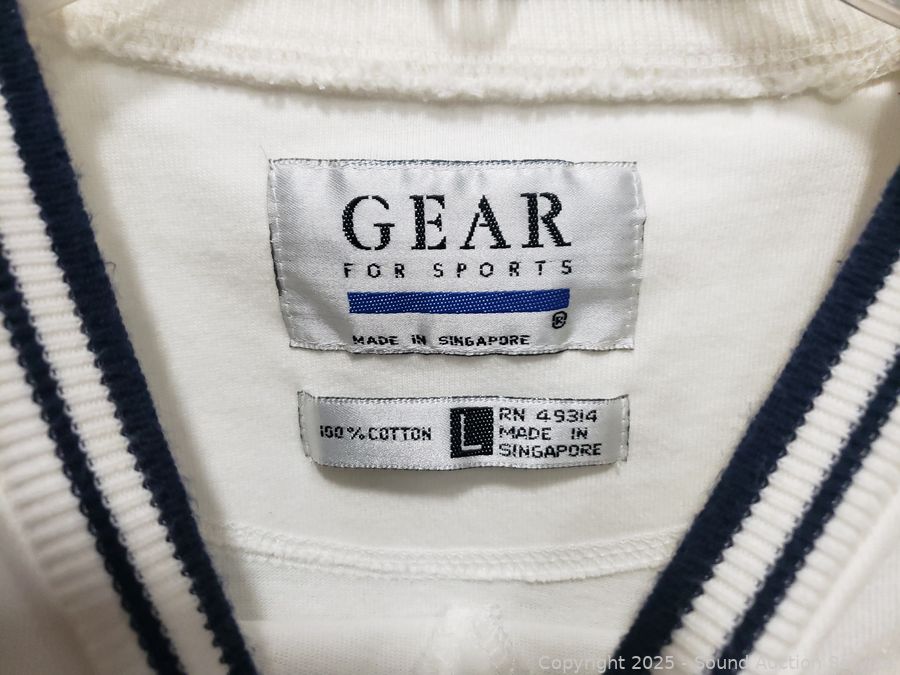 GEAR
FOR SPORTS
®
MADE IN SINGAPORE
100% COTTON
L
RN 49314
MADE IN
SINGAPORE
Copyright 2025 - Sound Auction Se